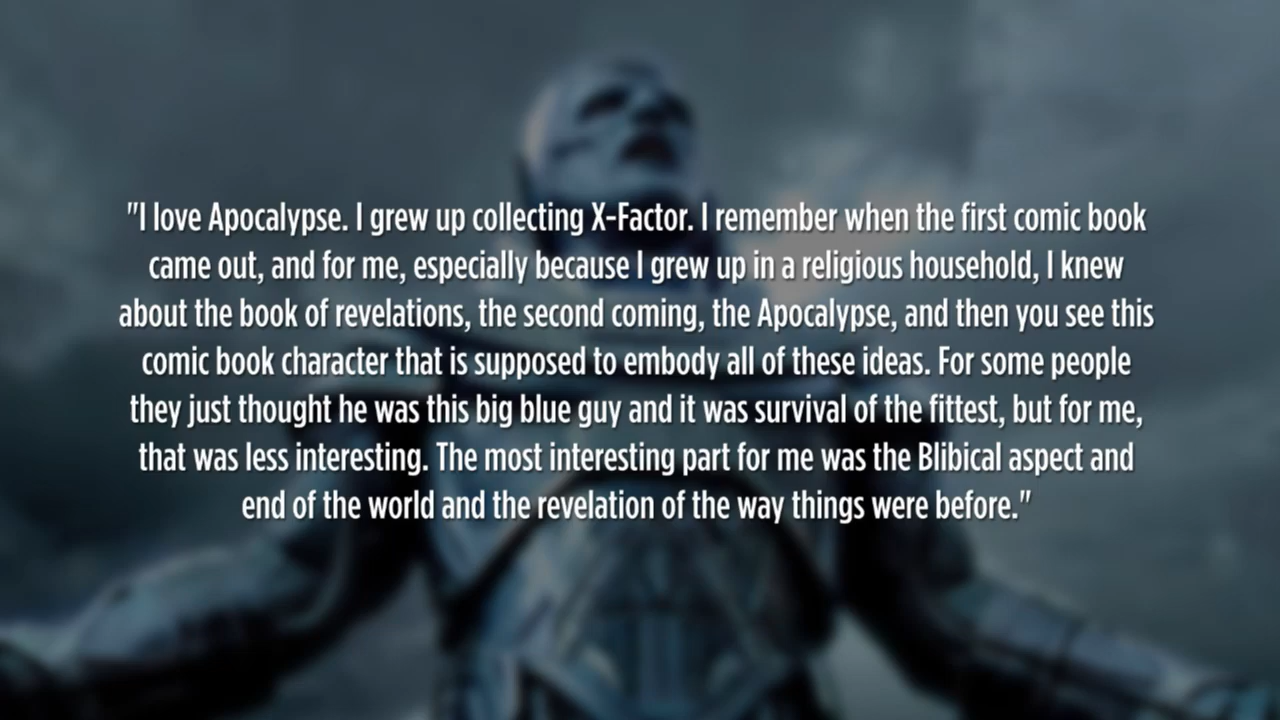 "I love Apocalypse. I grew up collecting X-Factor. I remember when the first comic book
came out, and for me, especially because I grew up in a religious household, I knew
about the book of revelations, the second coming, the Apocalypse, and then you see this
comic book character that is supposed to embody all of these ideas. For some people
they just thought he was this big blue guy and it was survival of the fittest, but for me,
that was less interesting. The most interesting part for me was the Blibical aspect and
end of the world and the revelation of the way things were before."